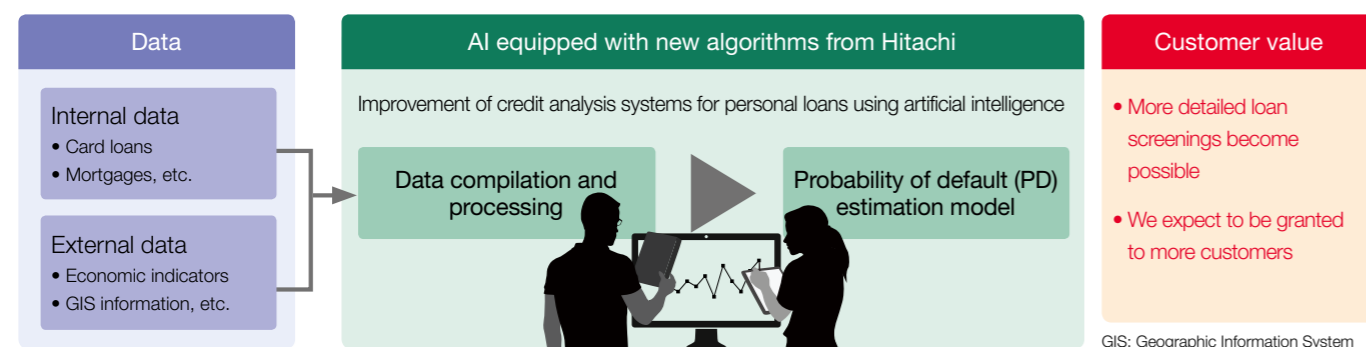 Data
Internal data
• Card loans
• Mortgages, etc.
External data
• Economic indicators
• GIS information, etc.
AI equipped with new algorithms from Hitachi
Improvement of credit analysis systems for personal loans using artificial intelligence
Data compilation and
processing
Probability of default (PD)
estimation model
Customer value
• More detailed loan
screenings become
possible
• We expect to be granted
to more customers
GIS: Geographic Information System